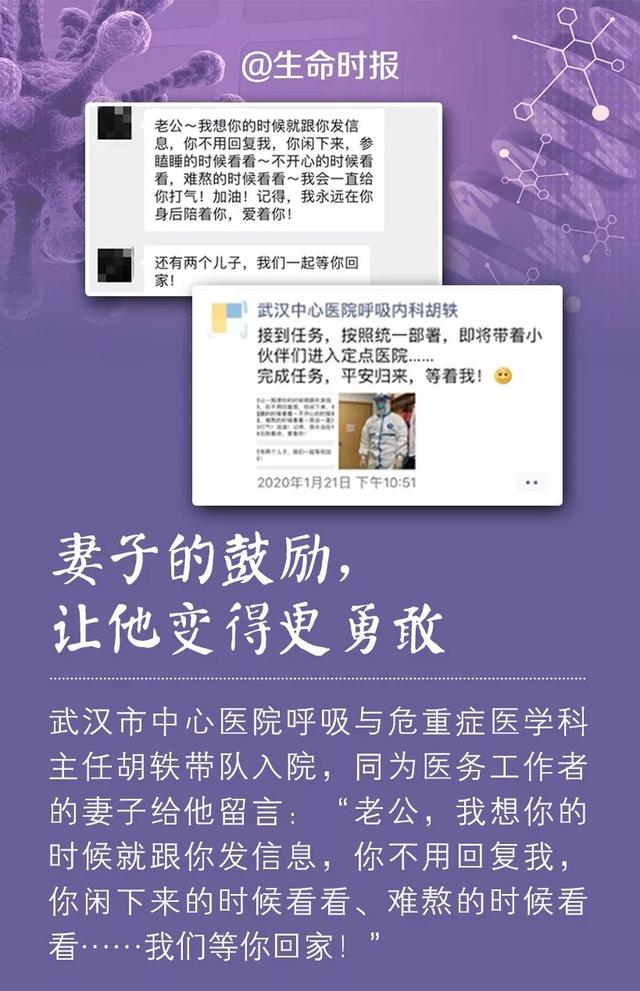 @生命时报
老公～我想你的时候就跟你发信
息，你不用回复我，你闲下来，参
瞌睡的时候看看～不开心的时候看
看，难熬的时候看看～我会一直给
你打气！加油！记得，我永远在你
身后陪着你，爱着你！
还有两个儿子，我们一起等你回
家！
武汉中心医院呼吸内科胡轶
接到任务，按照统一部署，即将带着小
伙伴们进入定点医院……
完成任务，平安归来，等着我！
2020年1月21日 下午10:51
妻子的鼓励，
让他变得更勇敢
武汉市中心医院呼吸与危重症医学科
主任胡轶带队入院，同为医务工作者
的妻子给他留言：“老公，我想你的
时候就跟你发信息，你不用回复我，
你闲下来的时候看看、难熬的时候看
看……我们等你回家！”